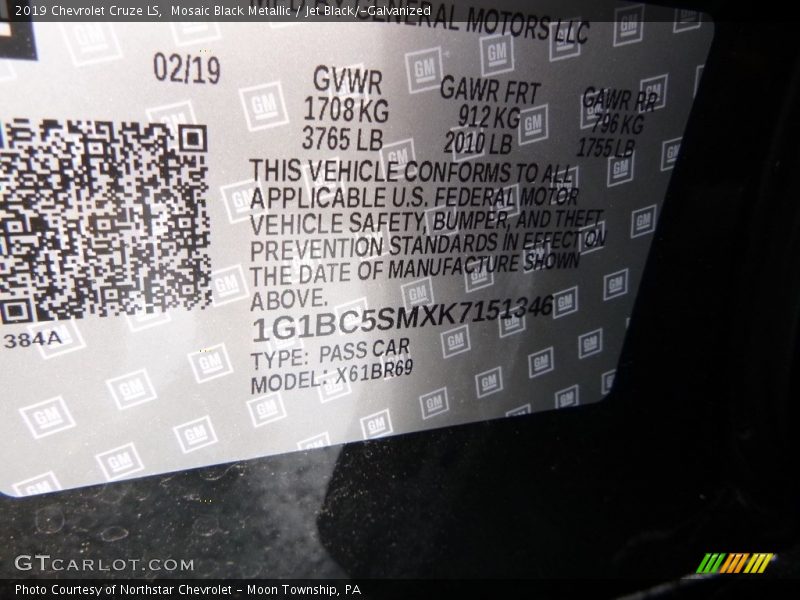 2019 Chevrolet Cruze LS, Mosaic Black Metallic / Jet Black/­Galvanized
GENERAL MOTORS LLC
02/19
GVWR GAWR FRT GAWR RR
1708 KG 912 KG 796 KG
3765 LB 2010 LB 1755 LB
THIS VEHICLE CONFORMS TO ALL
APPLICABLE U.S. FEDERAL MOTOR
VEHICLE SAFETY, BUMPER, AND THEFT
PREVENTION STANDARDS IN EFFECT ON
THE DATE OF MANUFACTURE SHOWN
ABOVE.
1G1BC5SMXK7151346
384A
TYPE: PASS CAR
MODEL: X61BR69
GTCARLOT.COM
Photo Courtesy of Northstar Chevrolet - Moon Township, PA